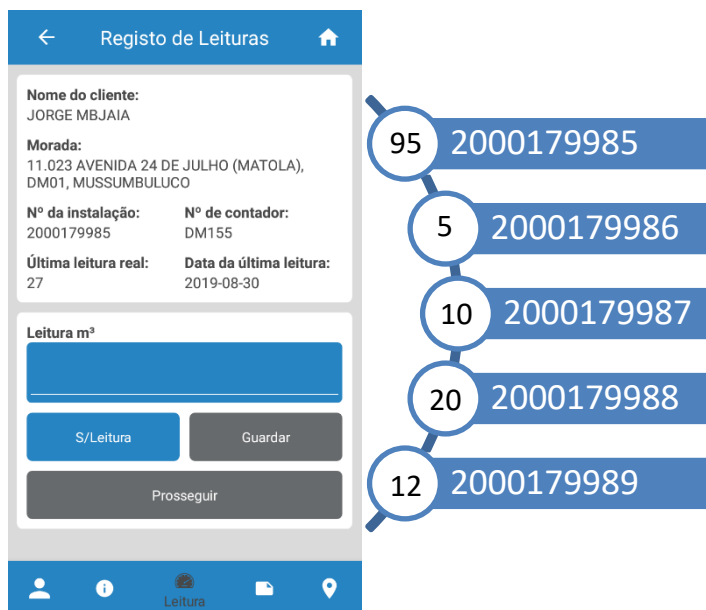 Registo de Leituras
Nome do cliente:
JORGE MBJAIA
Morada:
11.023 AVENIDA 24 DE JULHO (MATOLA),
DM01, MUSSUMBULUCO
Nº da instalação: Nº de contador:
2000179985 DM155
Última leitura real: Data da última leitura:
27 2019-08-30
Leitura m³
S/Leitura Guardar
Prosseguir
Leitura
95 2000179985
5 2000179986
10 2000179987
20 2000179988
12 2000179989